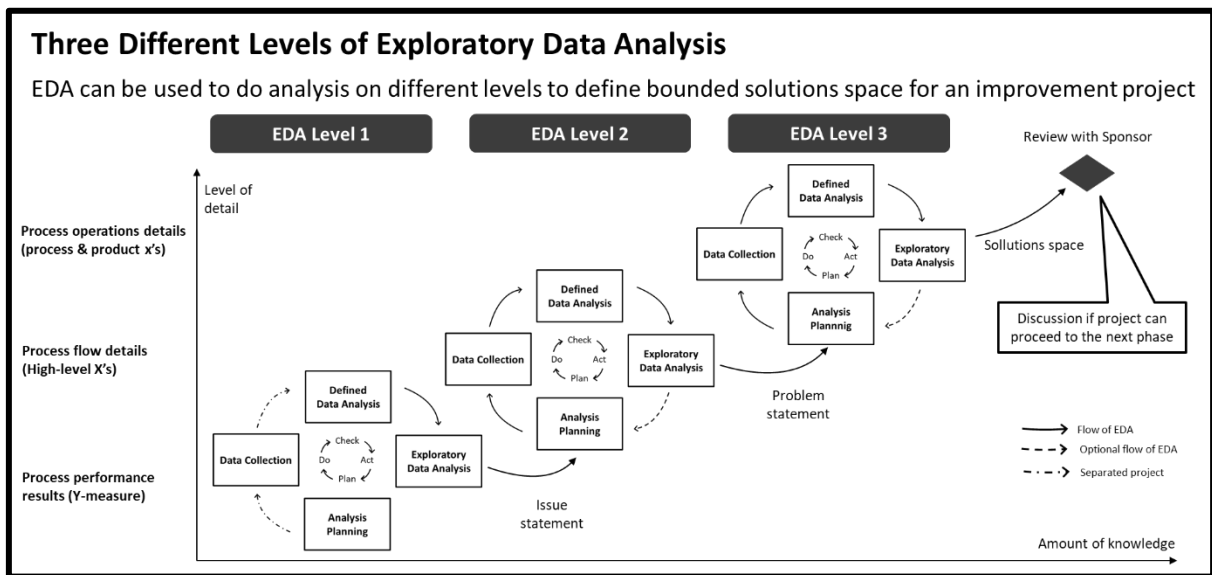 Three Different Levels of Exploratory Data Analysis
EDA can be used to do analysis on different levels to define bounded solutions space for an improvement project
EDA Level 1
EDA Level 2
EDA Level 3
Review with Sponsor
Level of
detail
Process operations details
(process & product x's)
Process flow details
(High-level X's)
Process performance
results (Y-measure)
Defined
Data Analysis
Data Collection
Check
Do
Act
Plan
Exploratory
Data Analysis
Analysis
Planning
Issue
statement
Defined
Data Analysis
Data Collection
Check
Do
Act
Plan
Exploratory
Data Analysis
Analysis
Planning
Problem
statement
Defined
Data Analysis
Data Collection
Check
Do
Act
Plan
Exploratory
Data Analysis
Analysis
Plannnig
Sollutions space
Discussion if project can
proceed to the next phase
Flow of EDA
Optional flow of EDA
Separated project
Amount of knowledge